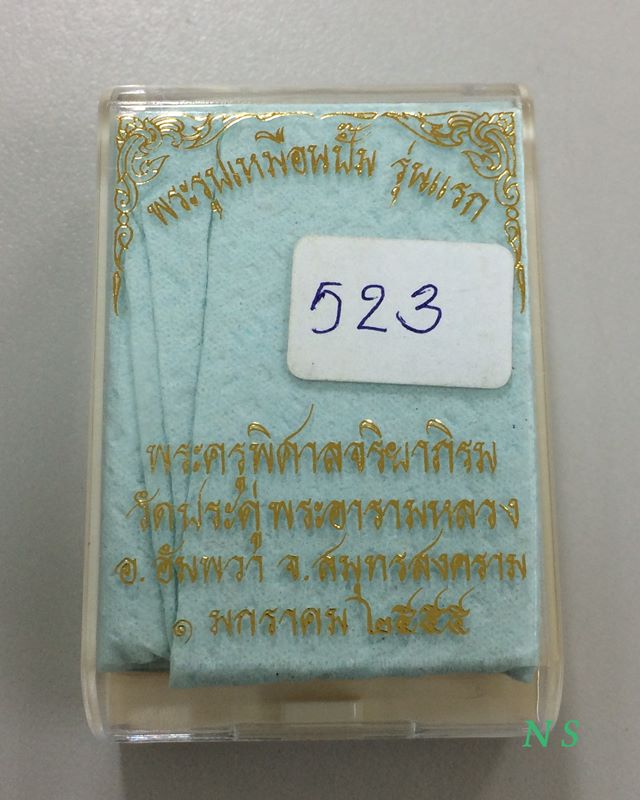 พระรูปเหมือนปั๊ม รุ่นแรก
523
พระครูพิศาลจริยาภิรม
วัดประดู่ พระอารามหลวง
อ. อัมพวา จ. สมุทรสงคราม
๑ มกราคม ๒๕๕๕
N S